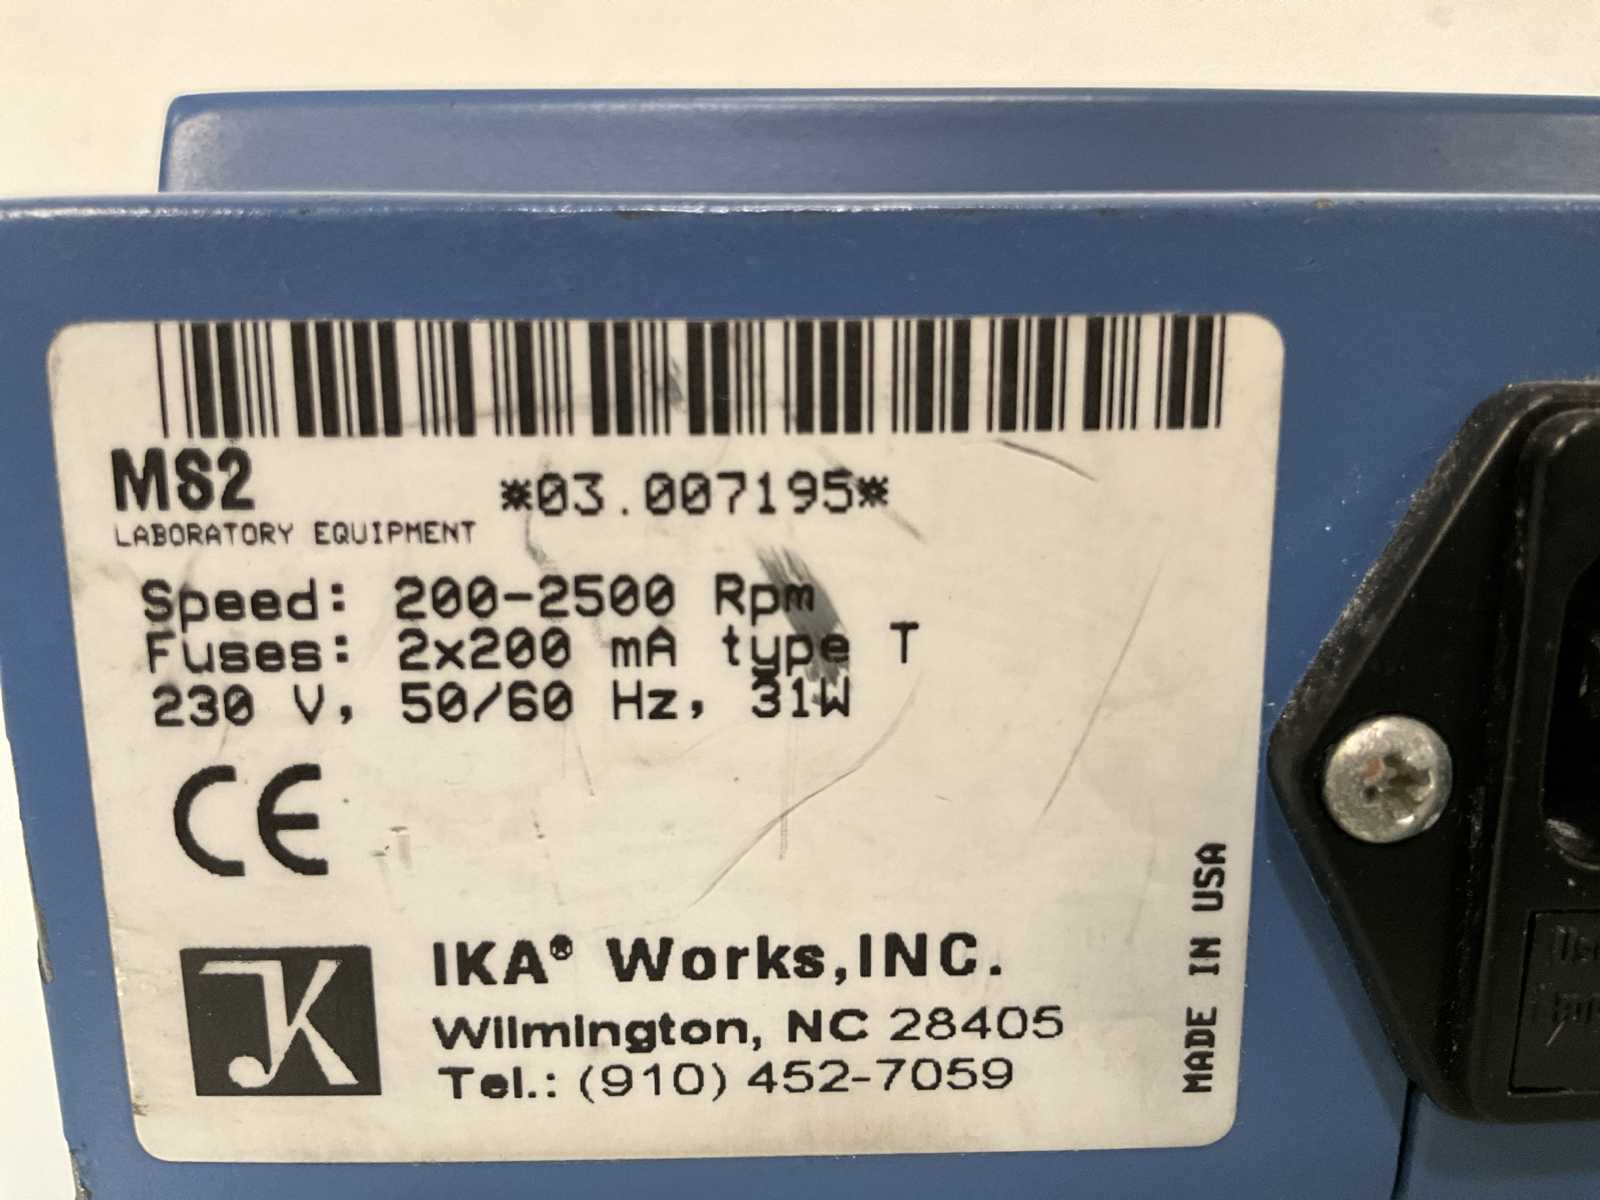 MS2
*03.007195*
LABORATORY EQUIPMENT
Speed: 200-2500 Rpm
Fuses: 2x200 mA type T
230 V, 50/60 Hz, 31W
CE
IKA® Works,INC.
Wilmington, NC 28405
Tel.: (910) 452-7059
MADE IN USA